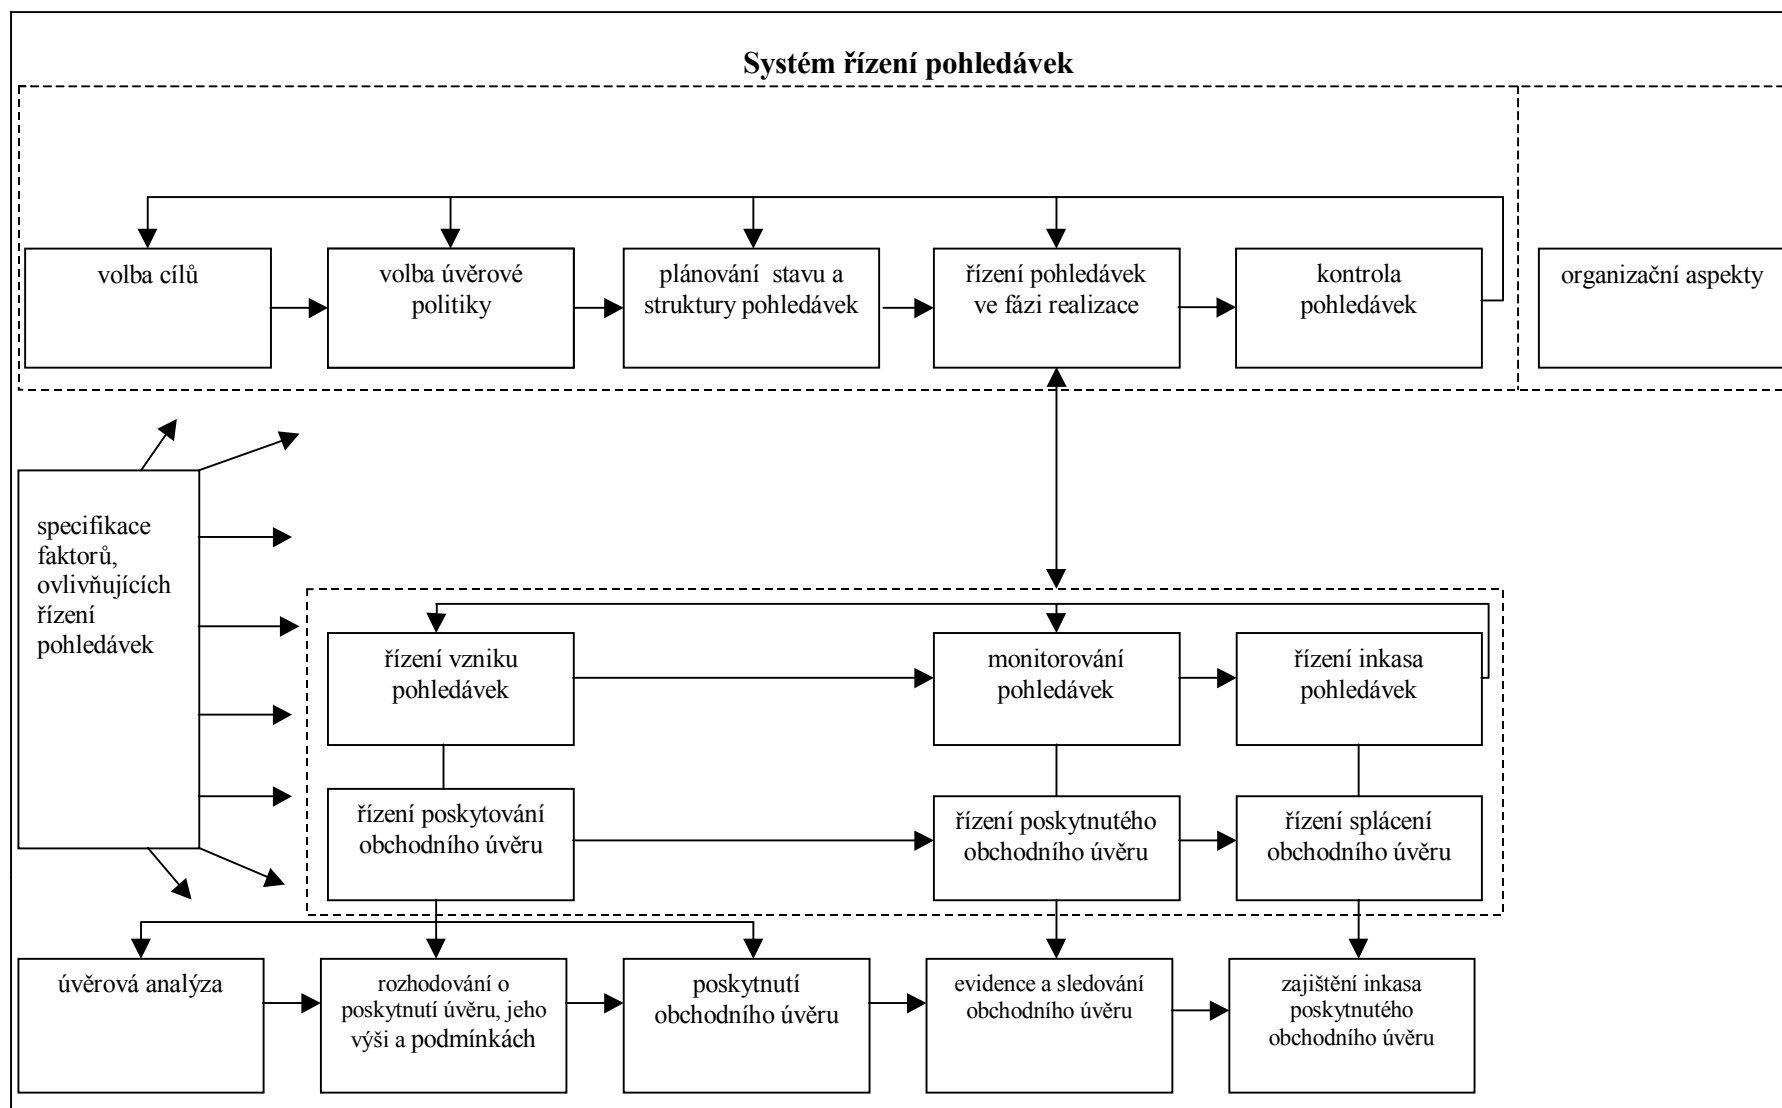 Systém řízení pohledávek
volba cílů
volba úvěrové
politiky
plánování stavu a
struktury pohledávek
řízení pohledávek
ve fázi realizace
kontrola
pohledávek
organizační aspekty
specifikace
faktorů,
ovlivňujících
řízení
pohledávek
řízení vzniku
pohledávek
monitorování
pohledávek
řízení inkasa
pohledávek
řízení poskytování
obchodního úvěru
řízení poskytnutého
obchodního úvěru
řízení splácení
obchodního úvěru
úvěrová analýza
rozhodování o
poskytnutí úvěru, jeho
výši a podmínkách
poskytnutí
obchodního úvěru
evidence a sledování
obchodního úvěru
zajištění inkasa
poskytnutého
obchodního úvěru